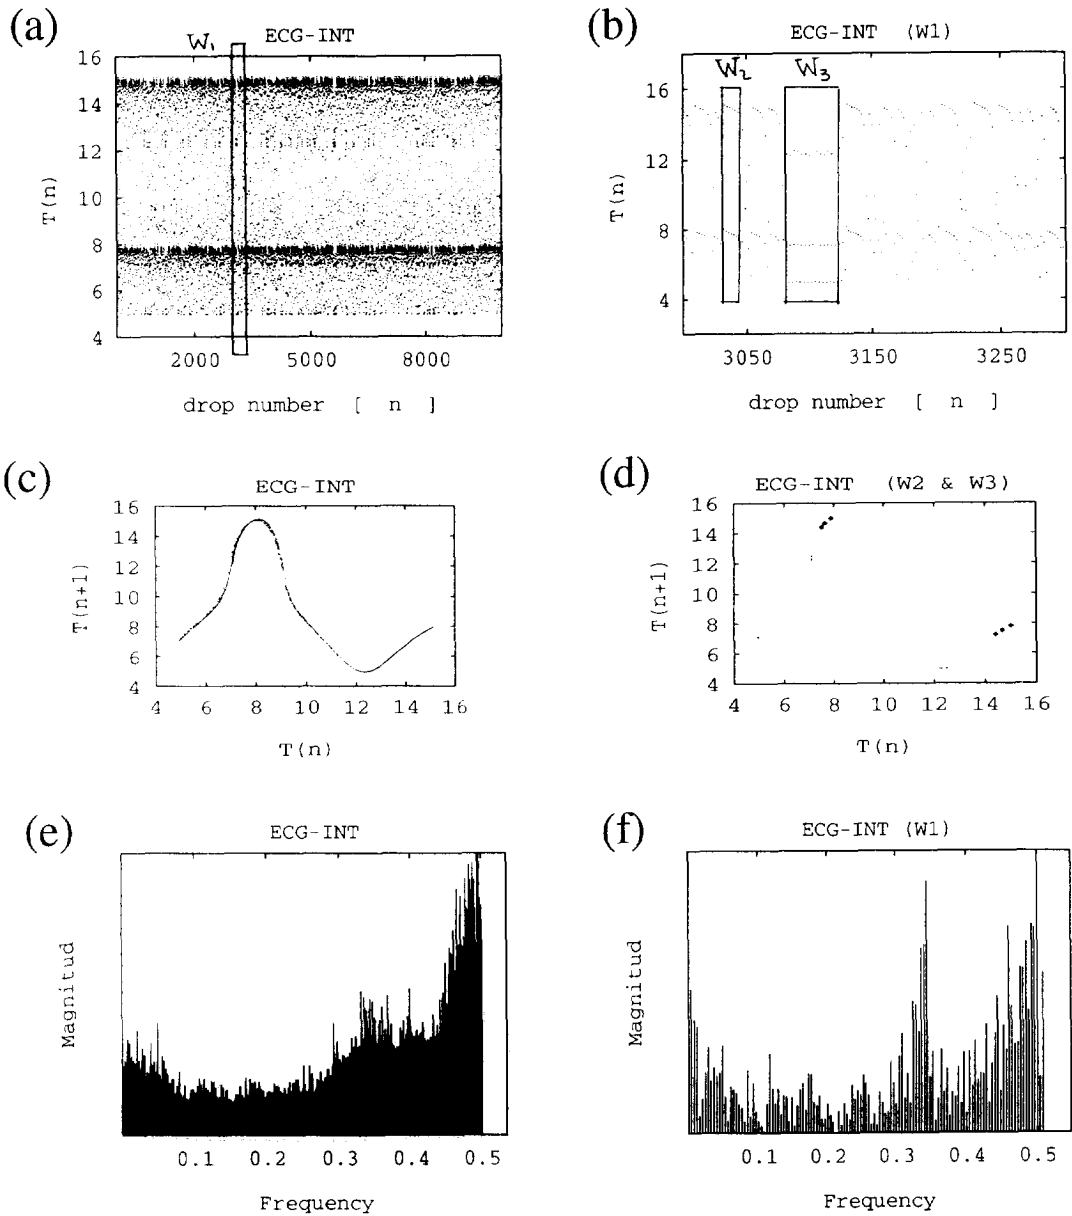 (a)
W₁ ECG-INT
16
14
12
10
8
6
4
T(n)
2000 5000 8000
drop number [ n ]
(b)
ECG-INT (W1)
W₂ W₃
16
12
8
4
T(n)
3050 3150 3250
drop number [ n ]
(c)
ECG-INT
16
14
12
10
8
6
4
T(n+1)
4 6 8 10 12 14 16
T(n)
(d)
ECG-INT (W2 & W3)
16
14
12
10
8
6
4
T(n+1)
4 6 8 10 12 14 16
T(n)
(e)
ECG-INT
Magnitud
0.1 0.2 0.3 0.4 0.5
Frequency
(f)
ECG-INT (W1)
Magnitud
0.1 0.2 0.3 0.4 0.5
Frequency